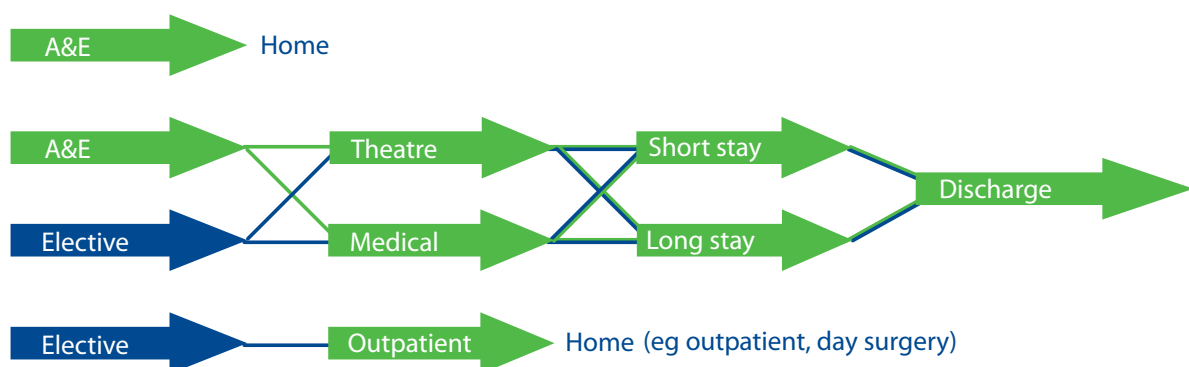 A&E Home
A&E Theatre Short stay
Discharge
Elective Medical Long stay
Elective Outpatient Home (eg outpatient, day surgery)